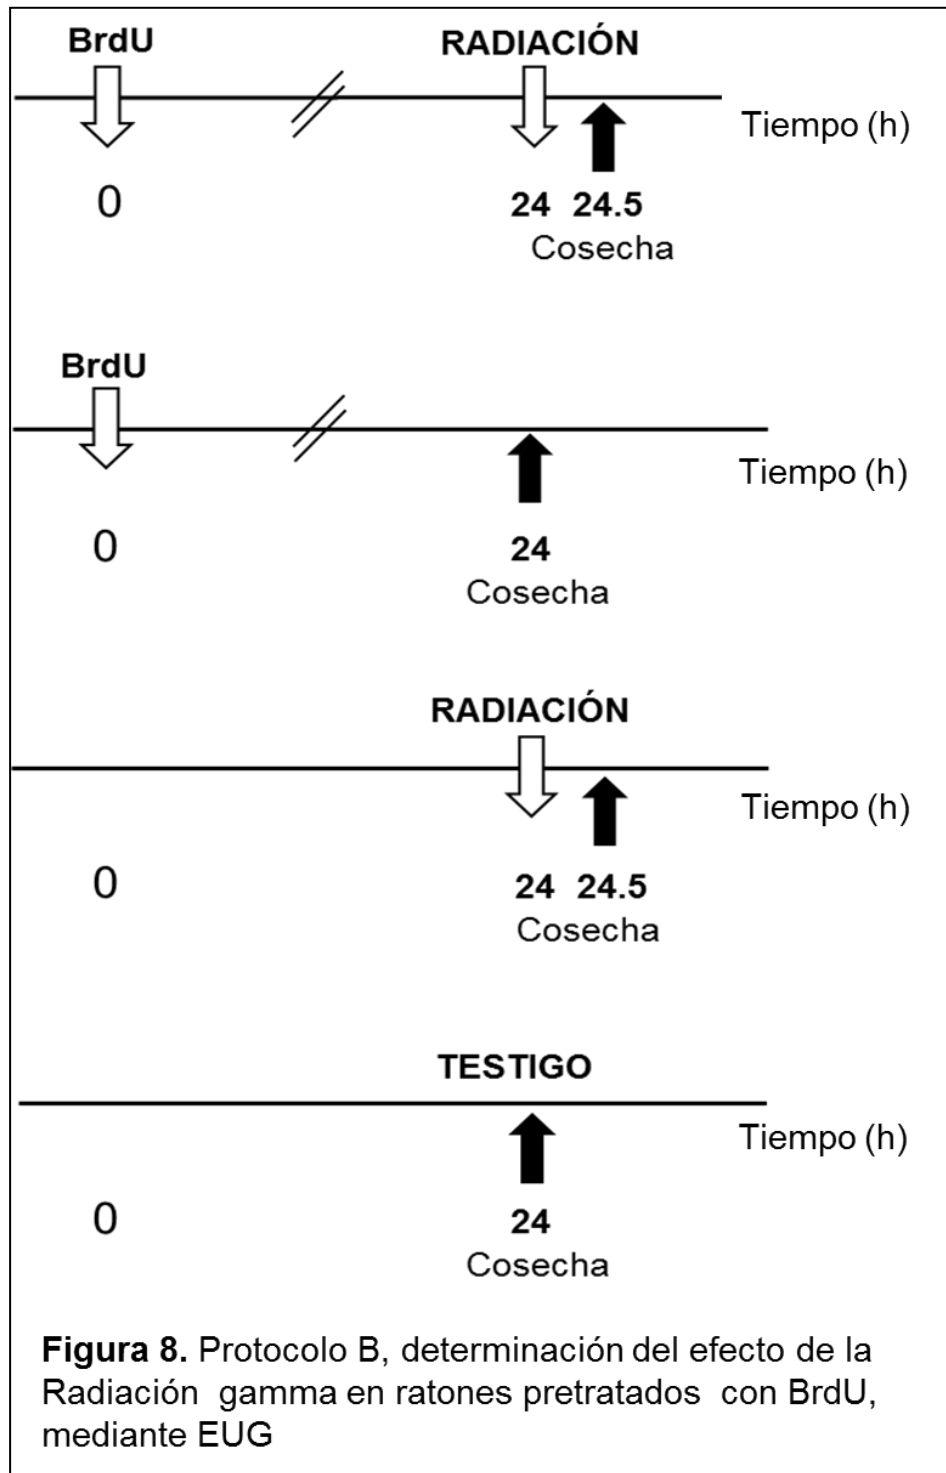 BrdU RADIACIÓN
Tiempo (h)
0 24 24.5
Cosecha
BrdU
Tiempo (h)
0 24
Cosecha
RADIACIÓN
Tiempo (h)
0 24 24.5
Cosecha
TESTIGO
Tiempo (h)
0 24
Cosecha
Figura 8. Protocolo B, determinación del efecto de la
Radiación gamma en ratones pretratados con BrdU,
mediante EUG